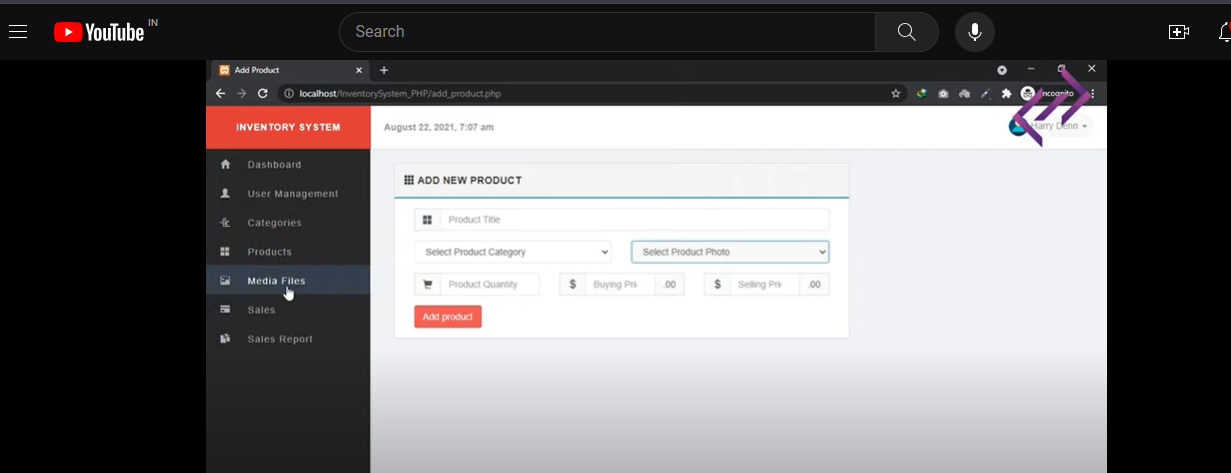 YouTube IN
Search
Add Product
localhost/InventorySystem_PHP/add_product.php
Incognito
INVENTORY SYSTEM
August 22, 2021, 7:07 am
Harry Denn
Dashboard
User Management
Categories
Products
Media Files
Sales
Sales Report
ADD NEW PRODUCT
Product Title
Select Product Category
Select Product Photo
Product Quantity
$ Buying Pri .00
$ Selling Pri .00
Add product